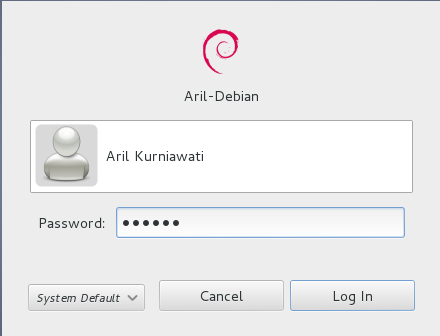 Aril-Debian
Aril Kurniawati
Password: ●●●●●●
System Default Cancel Log In